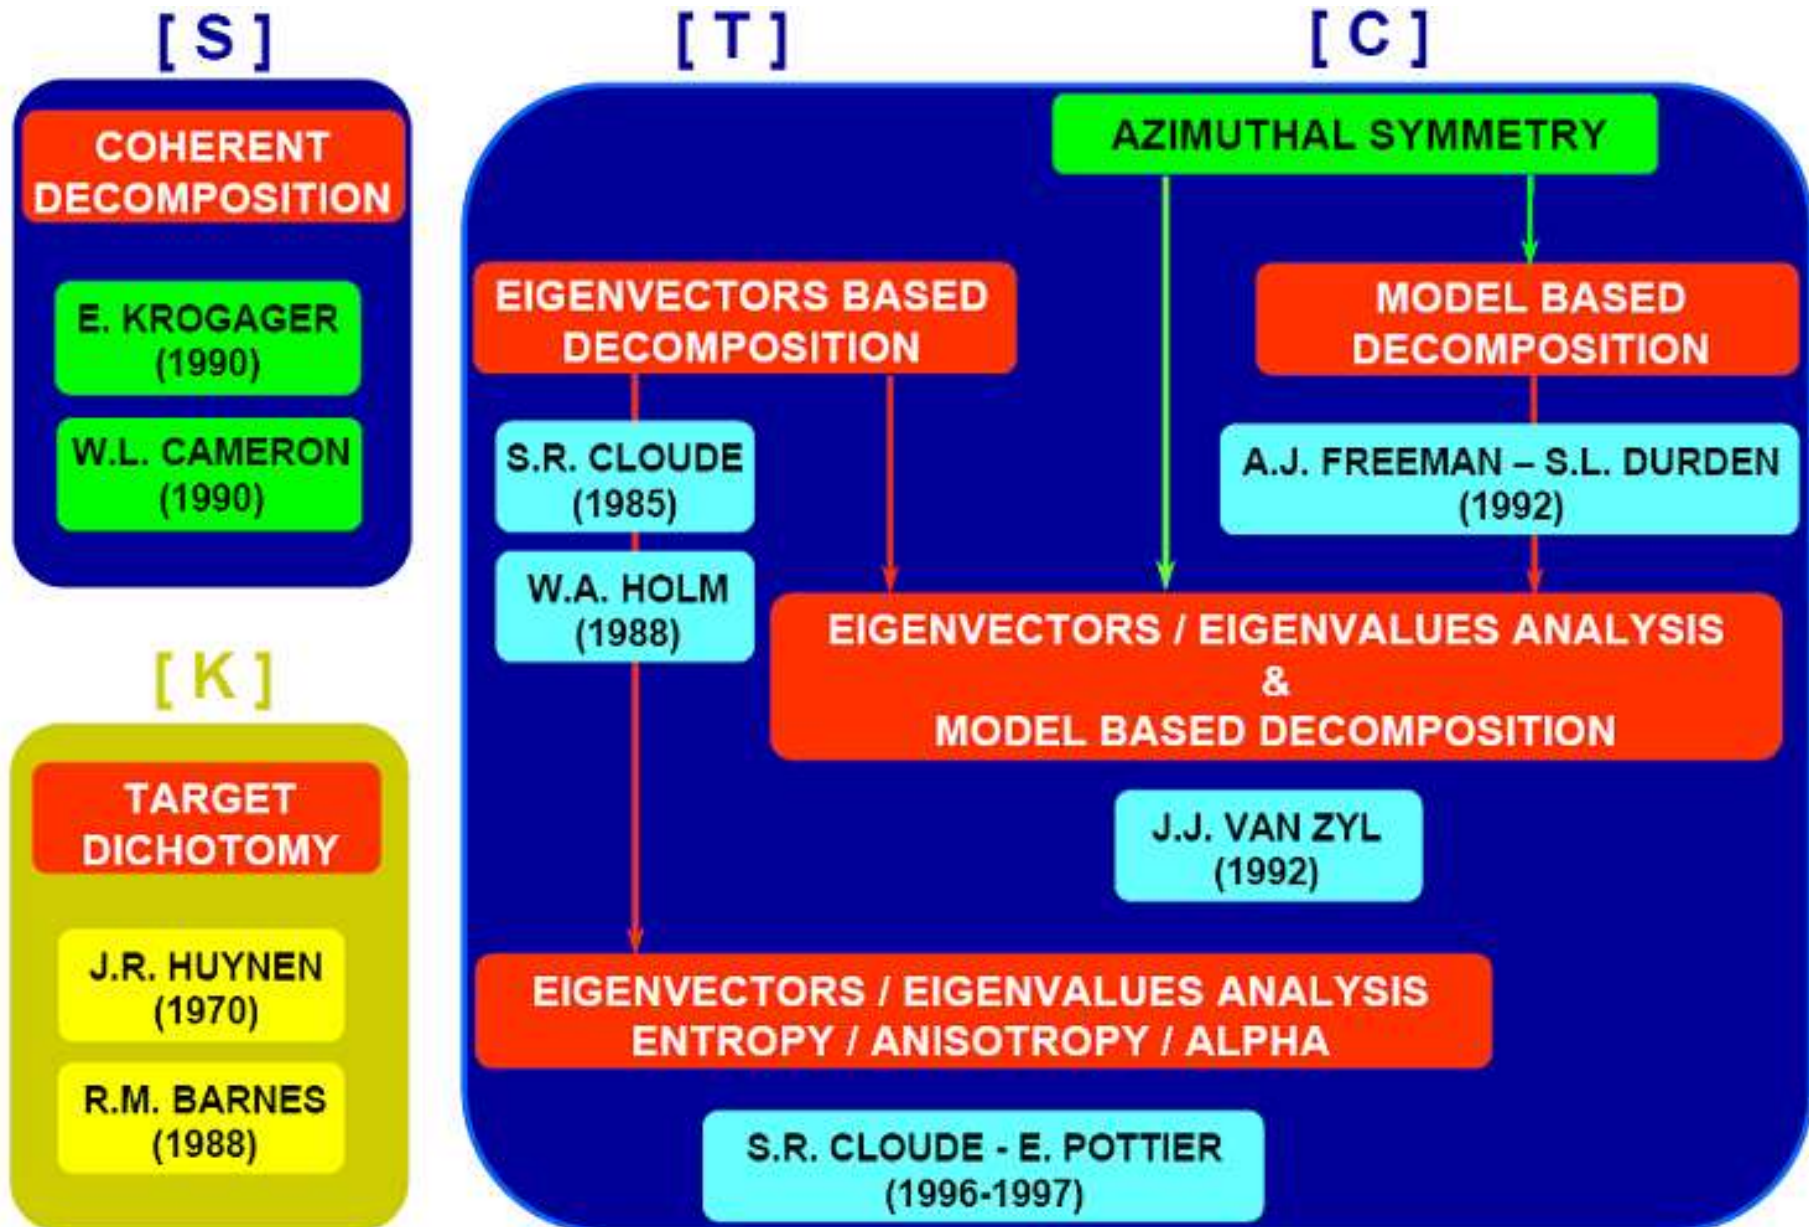 [ S ]
COHERENT
DECOMPOSITION
E. KROGAGER
(1990)
W.L. CAMERON
(1990)
[ K ]
TARGET
DICHOTOMY
J.R. HUYNEN
(1970)
R.M. BARNES
(1988)
[ T ]
[ C ]
AZIMUTHAL SYMMETRY
EIGENVECTORS BASED
DECOMPOSITION
MODEL BASED
DECOMPOSITION
S.R. CLOUDE
(1985)
A.J. FREEMAN – S.L. DURDEN
(1992)
W.A. HOLM
(1988)
EIGENVECTORS / EIGENVALUES ANALYSIS
&
MODEL BASED DECOMPOSITION
J.J. VAN ZYL
(1992)
EIGENVECTORS / EIGENVALUES ANALYSIS
ENTROPY / ANISOTROPY / ALPHA
S.R. CLOUDE - E. POTTIER
(1996-1997)